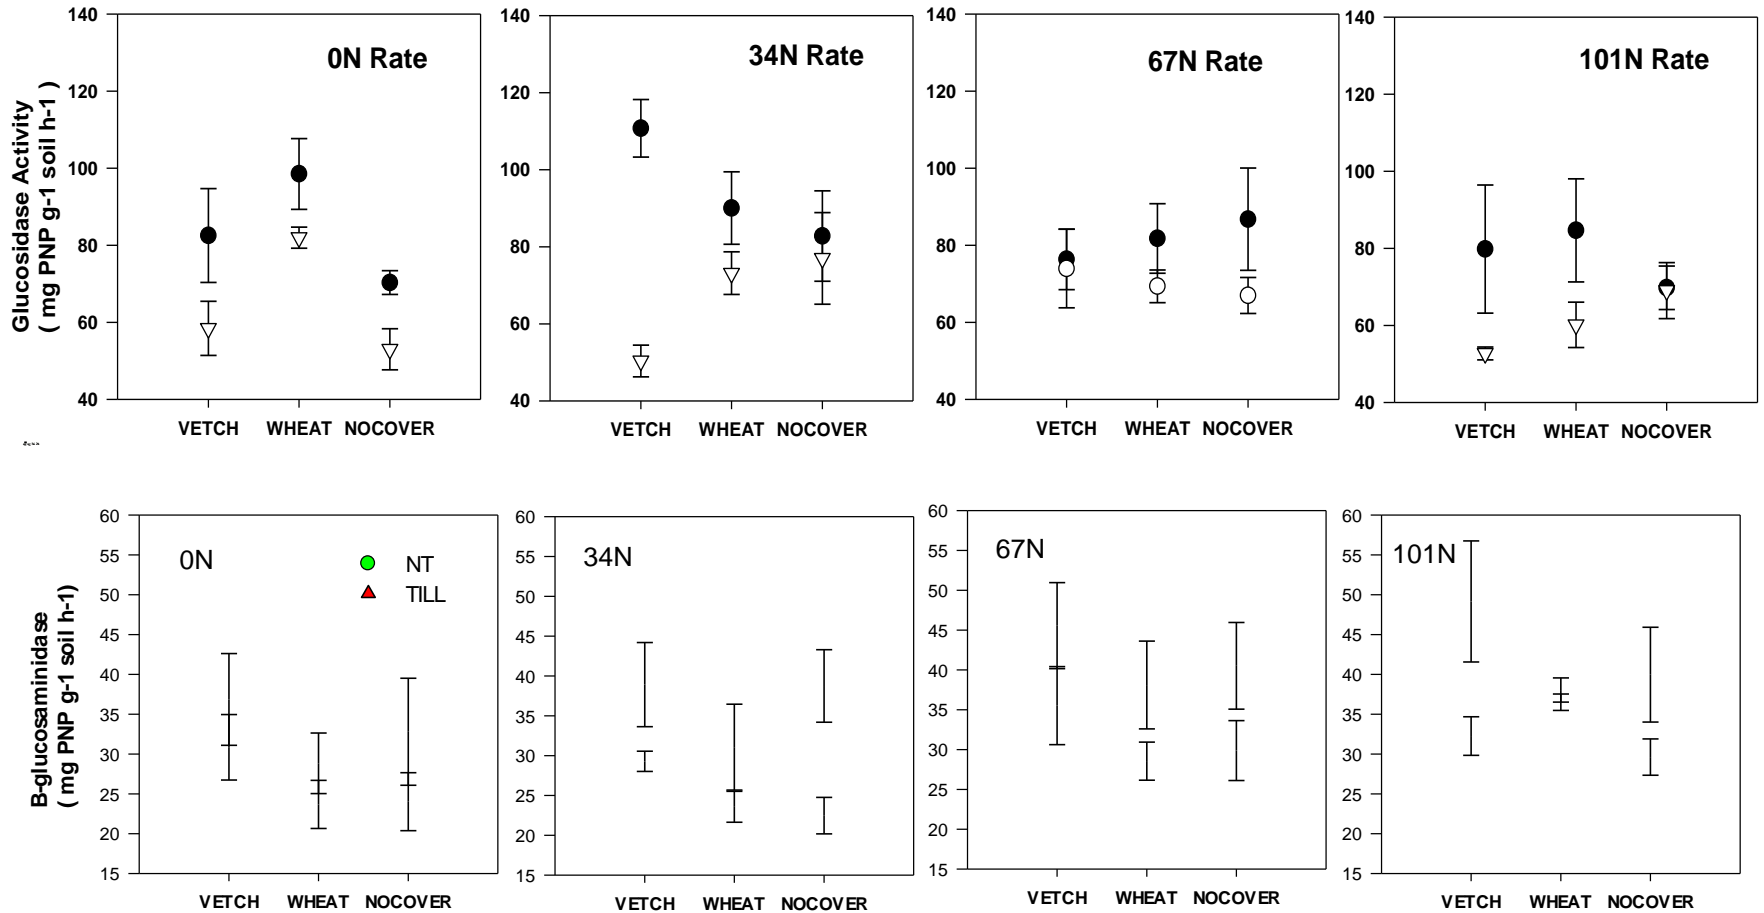 Glucosidase Activity
( mg PNP g-1 soil h-1 )
0N Rate
140
120
100
80
60
40
VETCH WHEAT NOCOVER
34N Rate
140
120
100
80
60
40
VETCH WHEAT NOCOVER
67N Rate
140
120
100
80
60
40
VETCH WHEAT NOCOVER
101N Rate
140
120
100
80
60
40
VETCH WHEAT NOCOVER
B-glucosaminidase
( mg PNP g-1 soil h-1)
0N
NT
TILL
60
55
50
45
40
35
30
25
20
15
VETCH WHEAT NOCOVER
34N
60
55
50
45
40
35
30
25
20
15
VETCH WHEAT NOCOVER
67N
60
55
50
45
40
35
30
25
20
15
VETCH WHEAT NOCOVER
101N
60
55
50
45
40
35
30
25
20
15
VETCH WHEAT NOCOVER